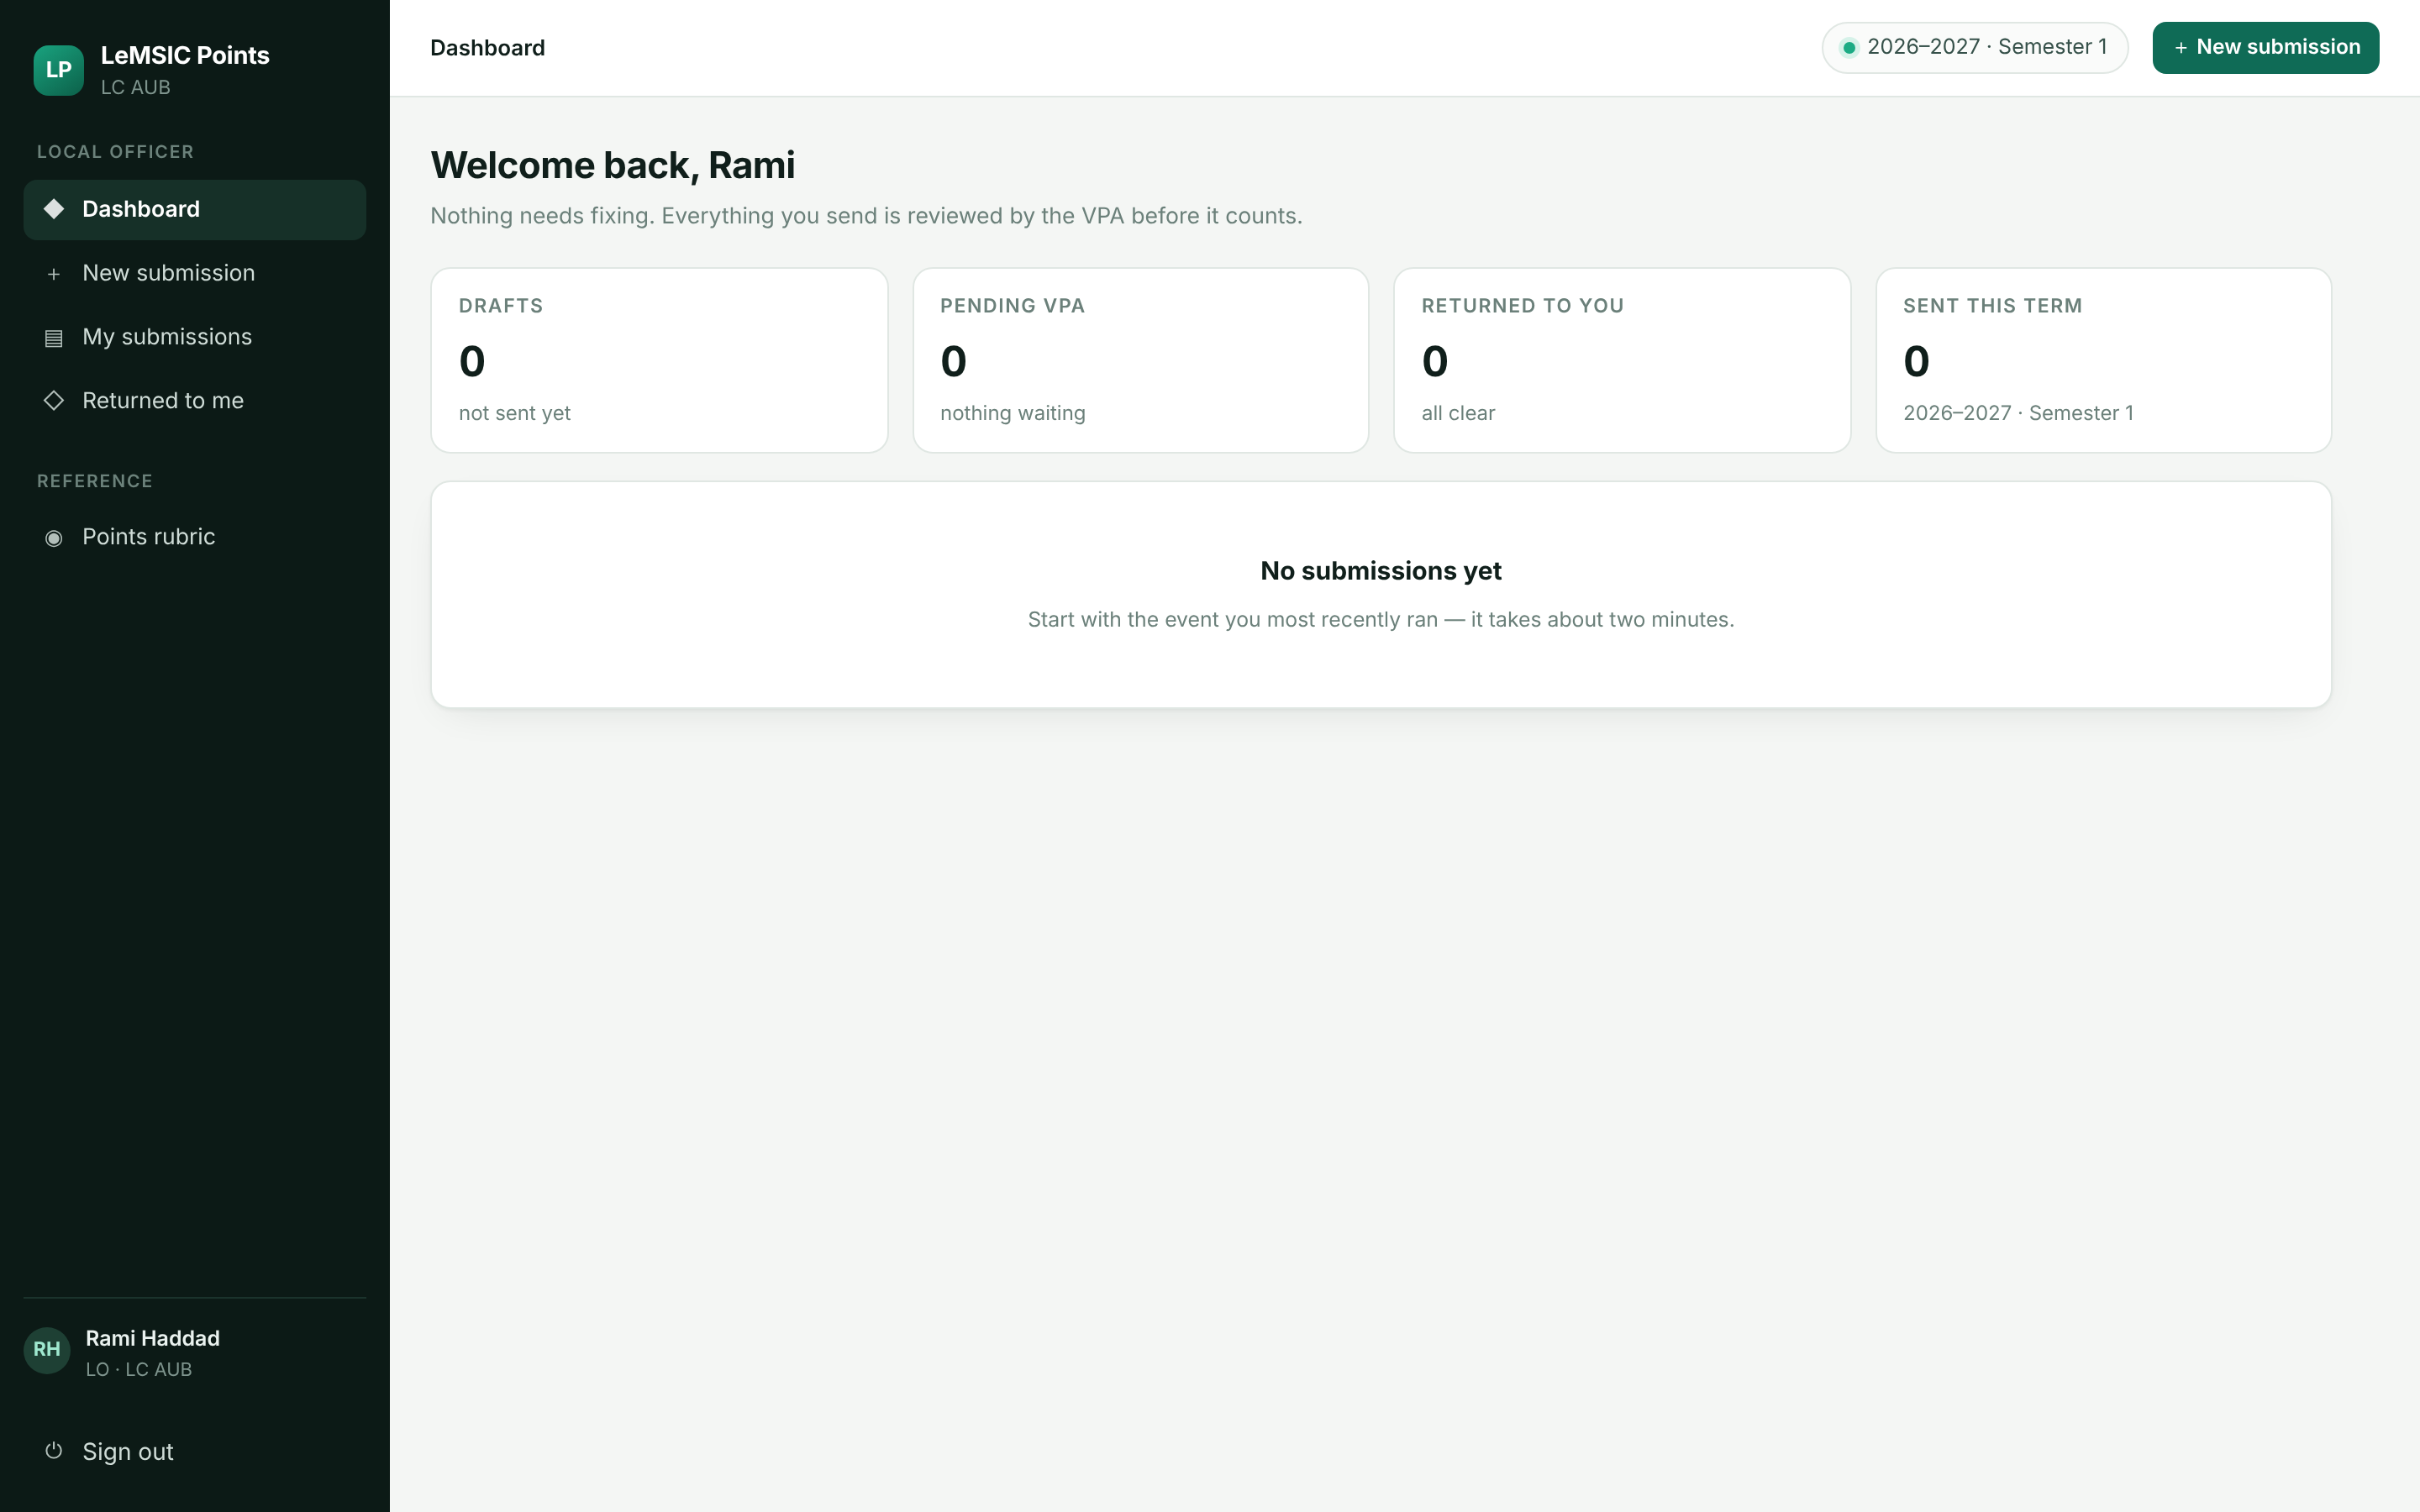 LP
LeMSIC Points
LC AUB
LOCAL OFFICER
Dashboard
+ New submission
My submissions
Returned to me
REFERENCE
Points rubric
RH
Rami Haddad
LO · LC AUB
Sign out
Dashboard
2026–2027 · Semester 1
+ New submission
Welcome back, Rami
Nothing needs fixing. Everything you send is reviewed by the VPA before it counts.
DRAFTS
0
not sent yet
PENDING VPA
0
nothing waiting
RETURNED TO YOU
0
all clear
SENT THIS TERM
0
2026–2027 · Semester 1
No submissions yet
Start with the event you most recently ran — it takes about two minutes.